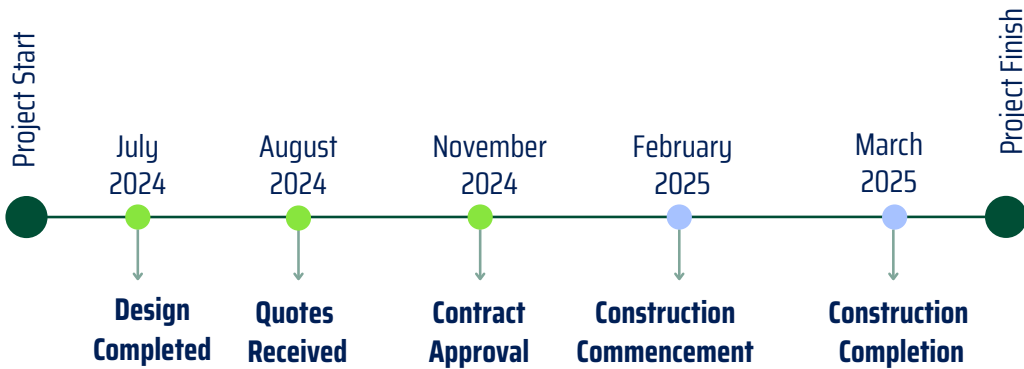 Project Start
July
2024
August
2024
November
2024
February
2025
March
2025
Project Finish
Design
Completed
Quotes
Received
Contract
Approval
Construction
Commencement
Construction
Completion